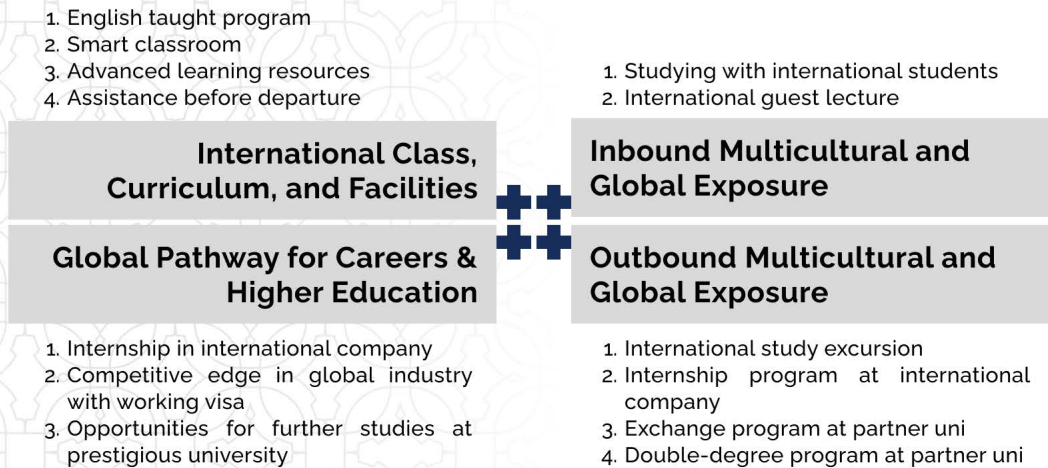 1. English taught program
2. Smart classroom
3. Advanced learning resources
4. Assistance before departure
International Class,
Curriculum, and Facilities
Global Pathway for Careers &
Higher Education
1. Internship in international company
2. Competitive edge in global industry
with working visa
3. Opportunities for further studies at
prestigious university
1. Studying with international students
2. International guest lecture
Inbound Multicultural and
Global Exposure
Outbound Multicultural and
Global Exposure
1. International study excursion
2. Internship program at international
company
3. Exchange program at partner uni
4. Double-degree program at partner uni